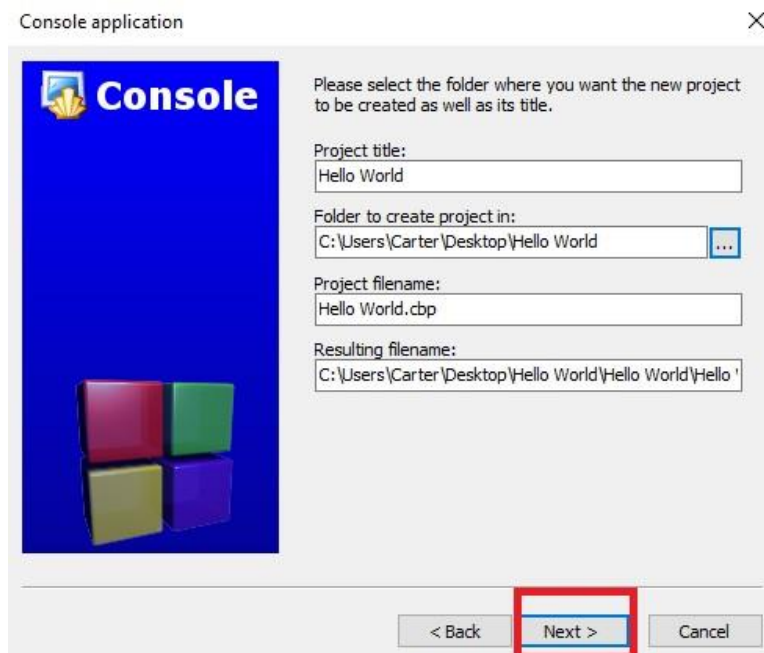 Console application
Console
Please select the folder where you want the new project
to be created as well as its title.
Project title:
Hello World
Folder to create project in:
C:\Users\Carter\Desktop\Hello World
...
Project filename:
Hello World.cbp
Resulting filename:
C:\Users\Carter\Desktop\Hello World\Hello World\Hello
< Back
Next >
Cancel